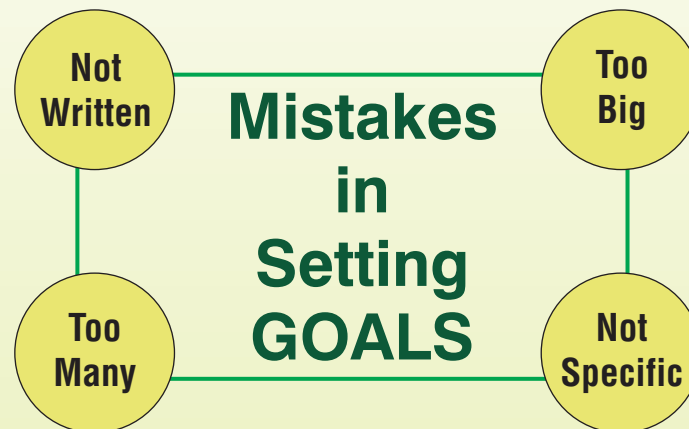 Not
Written
Too
Big
Mistakes
in
Setting
GOALS
Too
Many
Not
Specific